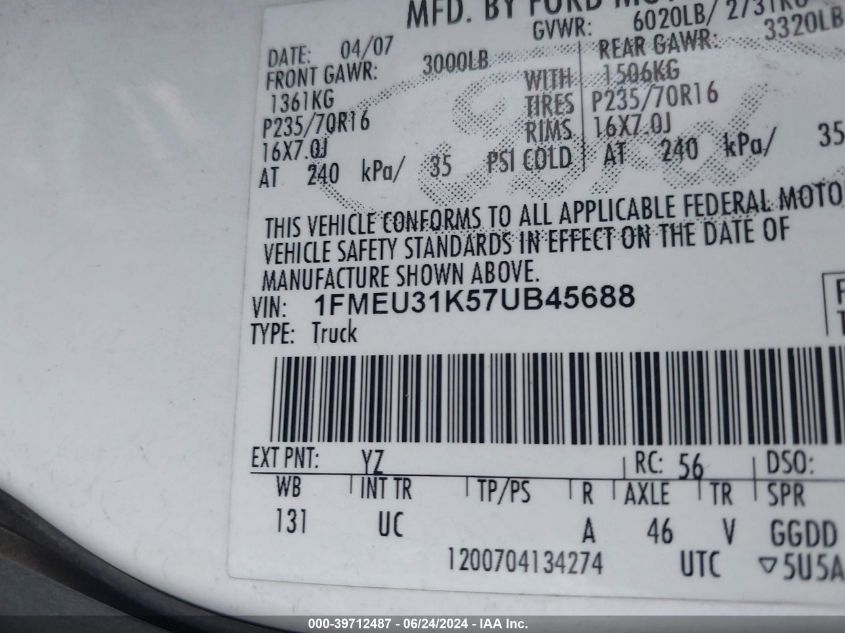 MFD. BY FORD MOTO
GVWR: 6020LB/ 2731KG
DATE: 04/07
FRONT GAWR: 3000LB REAR GAWR: 3320LB
1361KG WITH 1506KG
P235/70R16 TIRES P235/70R16
16X7.0J RIMS 16X7.0J
AT 240 kPa/ 35 PSI COLD AT 240 kPa/ 35
THIS VEHICLE CONFORMS TO ALL APPLICABLE FEDERAL MOTO
VEHICLE SAFETY STANDARDS IN EFFECT ON THE DATE OF
MANUFACTURE SHOWN ABOVE.
VIN: 1FMEU31K57UB45688
TYPE: Truck
EXT PNT: YZ RC: 56 DSO:
WB INT TR TP/PS R AXLE TR SPR
131 UC A 46 V GGDD
1200704134274 UTC ▽5U5A
000-39712487 - 06/24/2024 - IAA Inc.